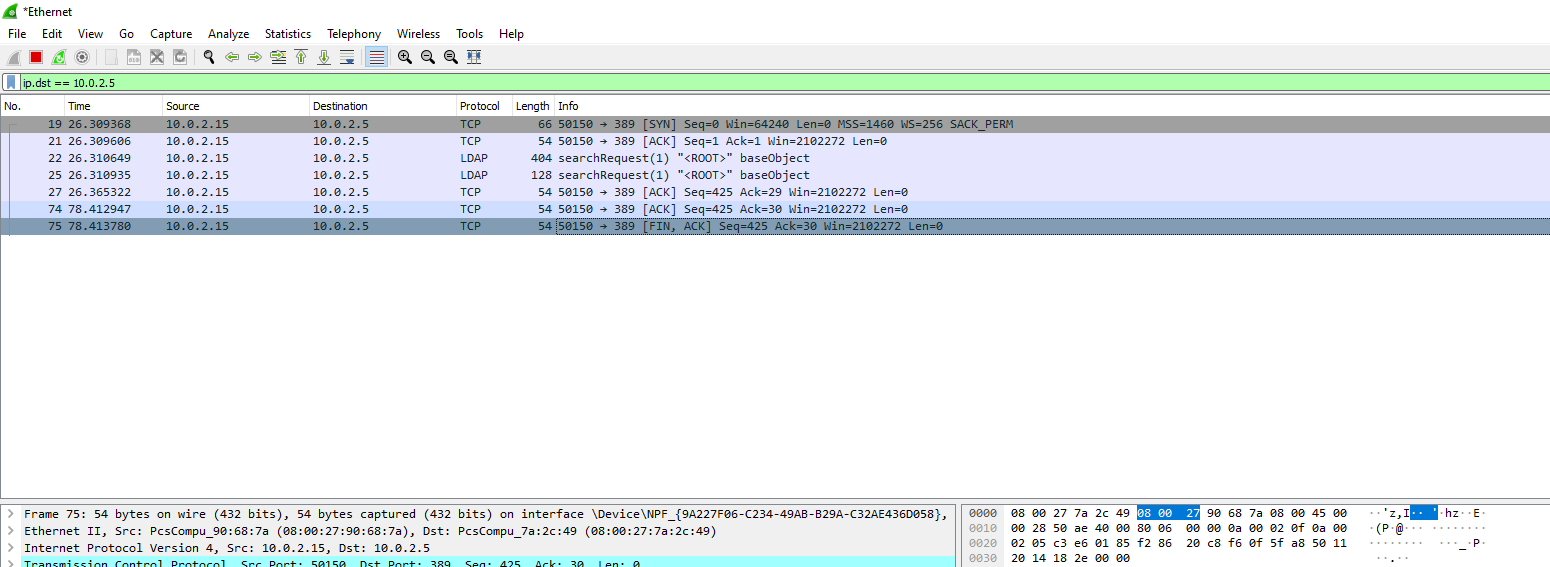 *Ethernet
File Edit View Go Capture Analyze Statistics Telephony Wireless Tools Help
ip.dst == 10.0.2.5
No. Time Source Destination Protocol Length Info
19 26.309368 10.0.2.15 10.0.2.5 TCP 66 50150 → 389 [SYN] Seq=0 Win=64240 Len=0 MSS=1460 WS=256 SACK_PERM
21 26.309606 10.0.2.15 10.0.2.5 TCP 54 50150 → 389 [ACK] Seq=1 Ack=1 Win=2102272 Len=0
22 26.310649 10.0.2.15 10.0.2.5 LDAP 404 searchRequest(1) "<ROOT>" baseObject
25 26.310935 10.0.2.15 10.0.2.5 LDAP 128 searchRequest(1) "<ROOT>" baseObject
27 26.365322 10.0.2.15 10.0.2.5 TCP 54 50150 → 389 [ACK] Seq=425 Ack=29 Win=2102272 Len=0
74 78.412947 10.0.2.15 10.0.2.5 TCP 54 50150 → 389 [ACK] Seq=425 Ack=30 Win=2102272 Len=0
75 78.413780 10.0.2.15 10.0.2.5 TCP 54 50150 → 389 [FIN, ACK] Seq=425 Ack=30 Win=2102272 Len=0
Frame 75: 54 bytes on wire (432 bits), 54 bytes captured (432 bits) on interface \Device\NPF_{9A227F06-C234-49AB-B29A-C32AE436D058},
Ethernet II, Src: PcsCompu_90:68:7a (08:00:27:90:68:7a), Dst: PcsCompu_7a:2c:49 (08:00:27:7a:2c:49)
Internet Protocol Version 4, Src: 10.0.2.15, Dst: 10.0.2.5
Transmission Control Protocol, Src Port: 50150, Dst Port: 389, Seq: 425, Ack: 30, Len: 0
0000 08 00 27 7a 2c 49 08 00 27 90 68 7a 08 00 45 00 ··'z,I··'·hz··E·
0010 00 28 50 ae 40 00 80 06 00 00 0a 00 02 0f 0a 00 ·(P·@···········
0020 02 05 c3 e6 01 85 f2 86 20 c8 f6 0f 5f a8 50 11 ············_·P·
0030 20 14 18 2e 00 00 ·.··